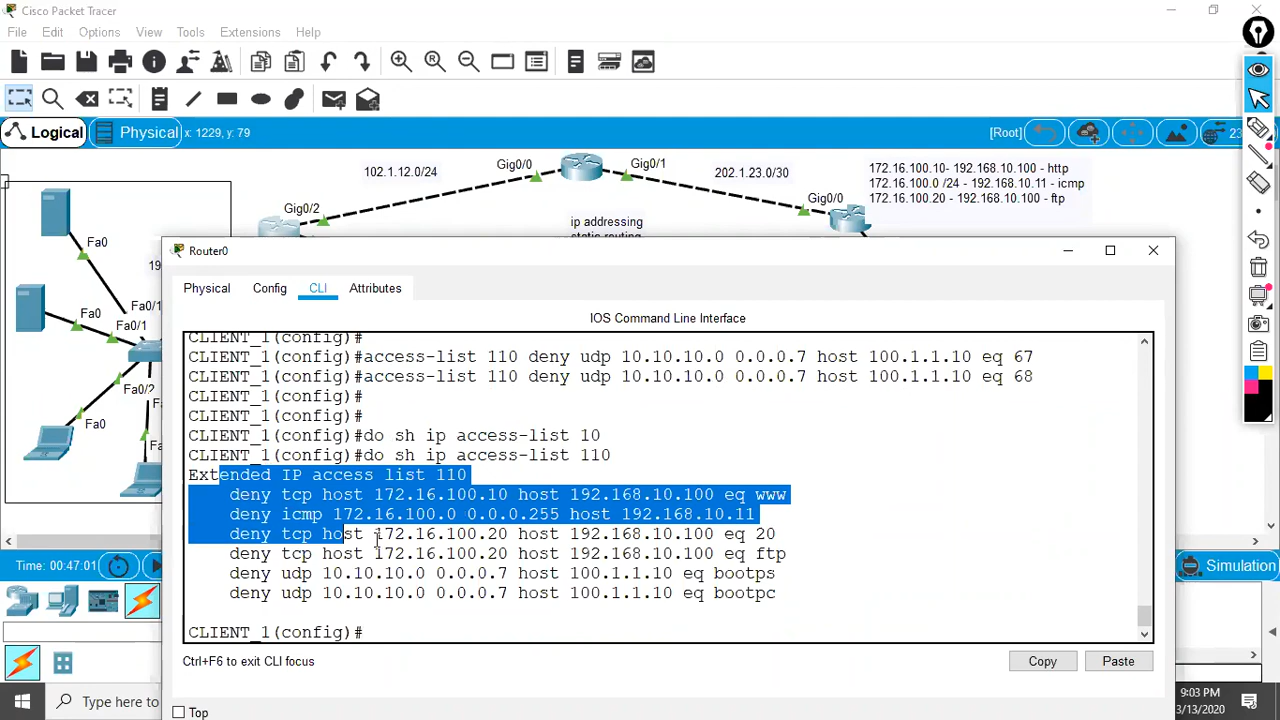 Cisco Packet Tracer
File Edit Options View Tools Extensions Help
Logical Physical x: 1229, y: 79 [Root] 23
102.1.12.0/24 Gig0/0 Gig0/1 202.1.23.0/30
172.16.100.10- 192.168.10.100 - http
172.16.100.0 /24 - 192.168.10.11 - icmp
172.16.100.20 - 192.168.10.100 - ftp
Gig0/2 ip addressing Gig0/0
Fa0
19
Fa0/1
Fa0
Fa0/1
Fa0/2
Fa0
Router0
Physical Config CLI Attributes
IOS Command Line Interface
CLIENT_1(config)#
CLIENT_1(config)#access-list 110 deny udp 10.10.10.0 0.0.0.7 host 100.1.1.10 eq 67
CLIENT_1(config)#access-list 110 deny udp 10.10.10.0 0.0.0.7 host 100.1.1.10 eq 68
CLIENT_1(config)#
CLIENT_1(config)#
CLIENT_1(config)#do sh ip access-list 10
CLIENT_1(config)#do sh ip access-list 110
Extended IP access list 110
deny tcp host 172.16.100.10 host 192.168.10.100 eq www
deny icmp 172.16.100.0 0.0.0.255 host 192.168.10.11
deny tcp host 172.16.100.20 host 192.168.10.100 eq 20
deny tcp host 172.16.100.20 host 192.168.10.100 eq ftp
deny udp 10.10.10.0 0.0.0.7 host 100.1.1.10 eq bootps
deny udp 10.10.10.0 0.0.0.7 host 100.1.1.10 eq bootpc
CLIENT_1(config)#
Ctrl+F6 to exit CLI focus Copy Paste
Top
Time: 00:47:01 Simulation
Type here to
9:03 PM
3/13/2020